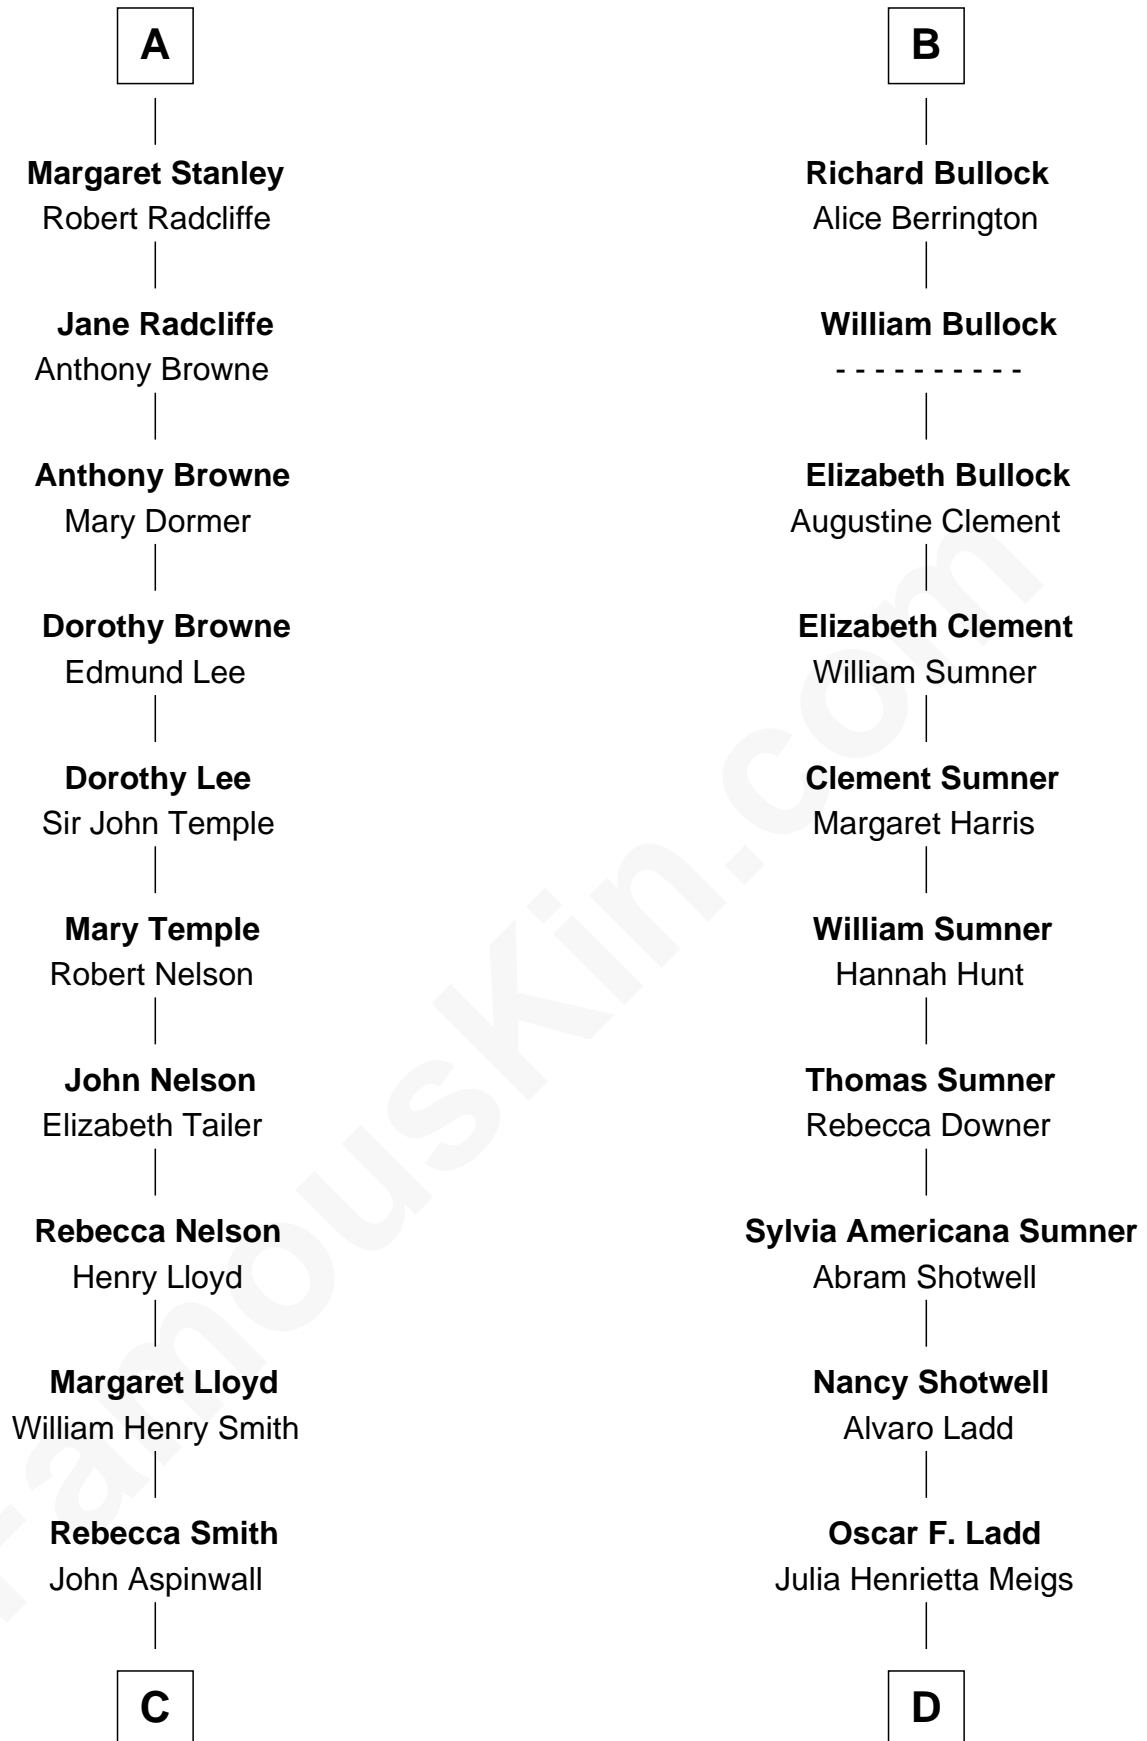 A
Margaret Stanley
Robert Radcliffe
Jane Radcliffe
Anthony Browne
Anthony Browne
Mary Dormer
Dorothy Browne
Edmund Lee
Dorothy Lee
Sir John Temple
Mary Temple
Robert Nelson
John Nelson
Elizabeth Tailer
Rebecca Nelson
Henry Lloyd
Margaret Lloyd
William Henry Smith
Rebecca Smith
John Aspinwall
C
B
Richard Bullock
Alice Berrington
William Bullock
- - - - - - - - - -
Elizabeth Bullock
Augustine Clement
Elizabeth Clement
William Sumner
Clement Sumner
Margaret Harris
William Sumner
Hannah Hunt
Thomas Sumner
Rebecca Downer
Sylvia Americana Sumner
Abram Shotwell
Nancy Shotwell
Alvaro Ladd
Oscar F. Ladd
Julia Henrietta Meigs
D
FamousKin.com